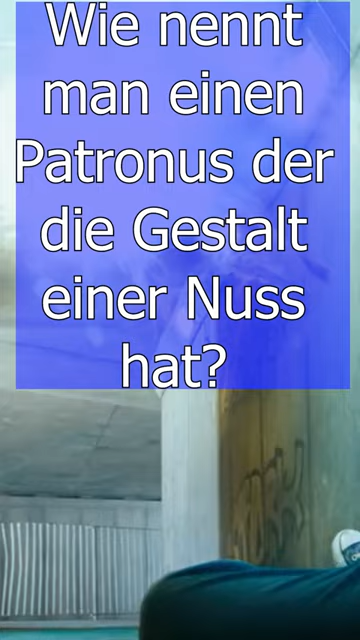 Wie nennt
man einen
Patronus der
die Gestalt
einer Nuss
hat?